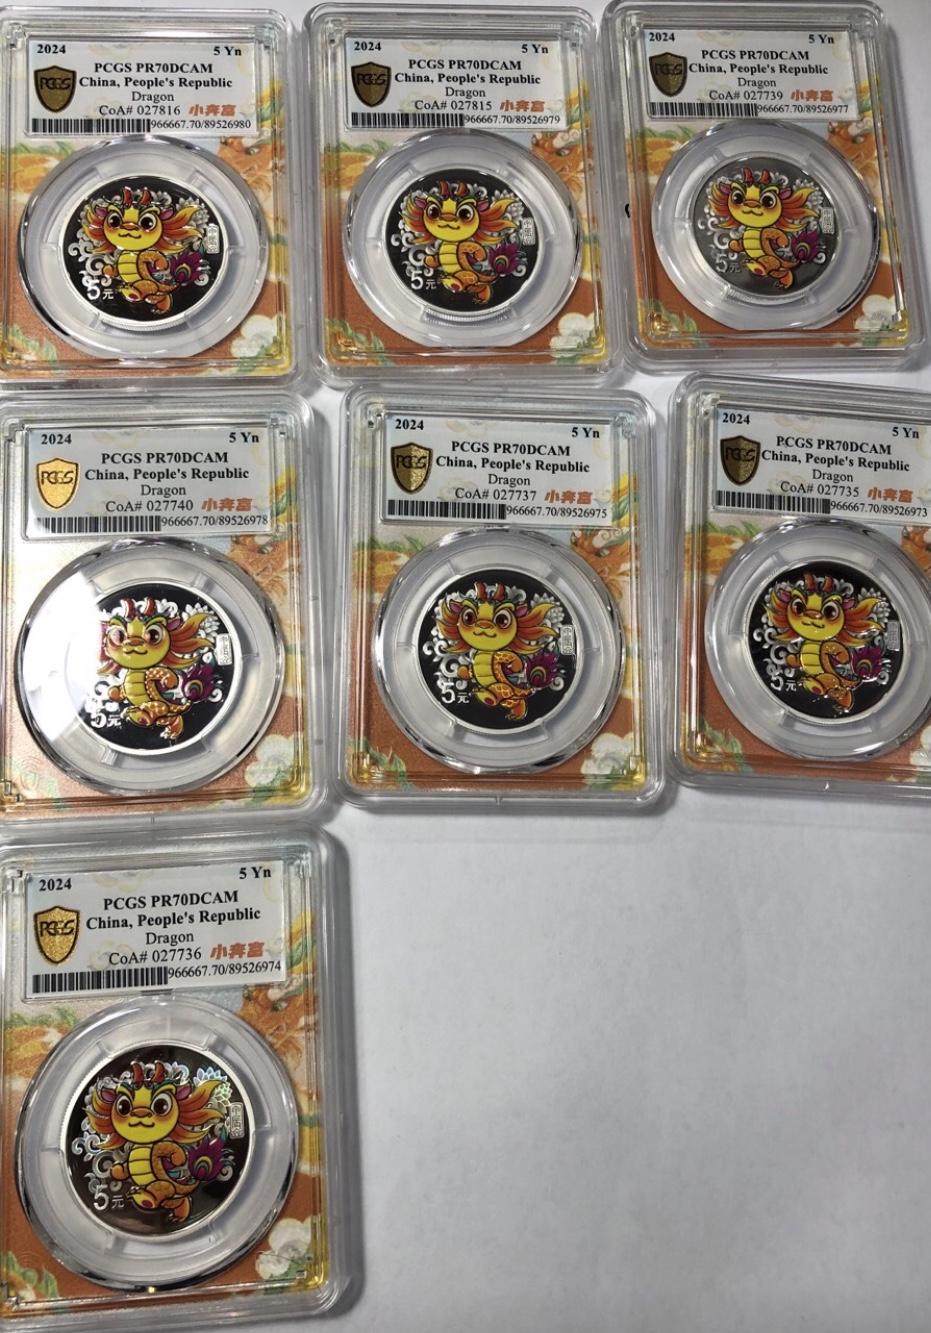 2024 5 Yn
PCGS PR70DCAM
PCGS China, People's Republic
Dragon
CoA# 027816 小奔富
966667.70/89526980
5元
2024 5 Yn
PCGS PR70DCAM
PCGS China, People's Republic
Dragon
CoA# 027815 小奔富
966667.70/89526979
5元
2024 5 Yn
PCGS PR70DCAM
PCGS China, People's Republic
Dragon
CoA# 027739 小奔富
966667.70/89526977
5元
2024 5 Yn
PCGS PR70DCAM
PCGS China, People's Republic
Dragon
CoA# 027740 小奔富
966667.70/89526978
5元
2024 5 Yn
PCGS PR70DCAM
PCGS China, People's Republic
Dragon
CoA# 027737 小奔富
966667.70/89526975
5元
2024 5 Yn
PCGS PR70DCAM
PCGS China, People's Republic
Dragon
CoA# 027735 小奔富
966667.70/89526973
5元
2024 5 Yn
PCGS PR70DCAM
PCGS China, People's Republic
Dragon
CoA# 027736 小奔富
966667.70/89526974
5元